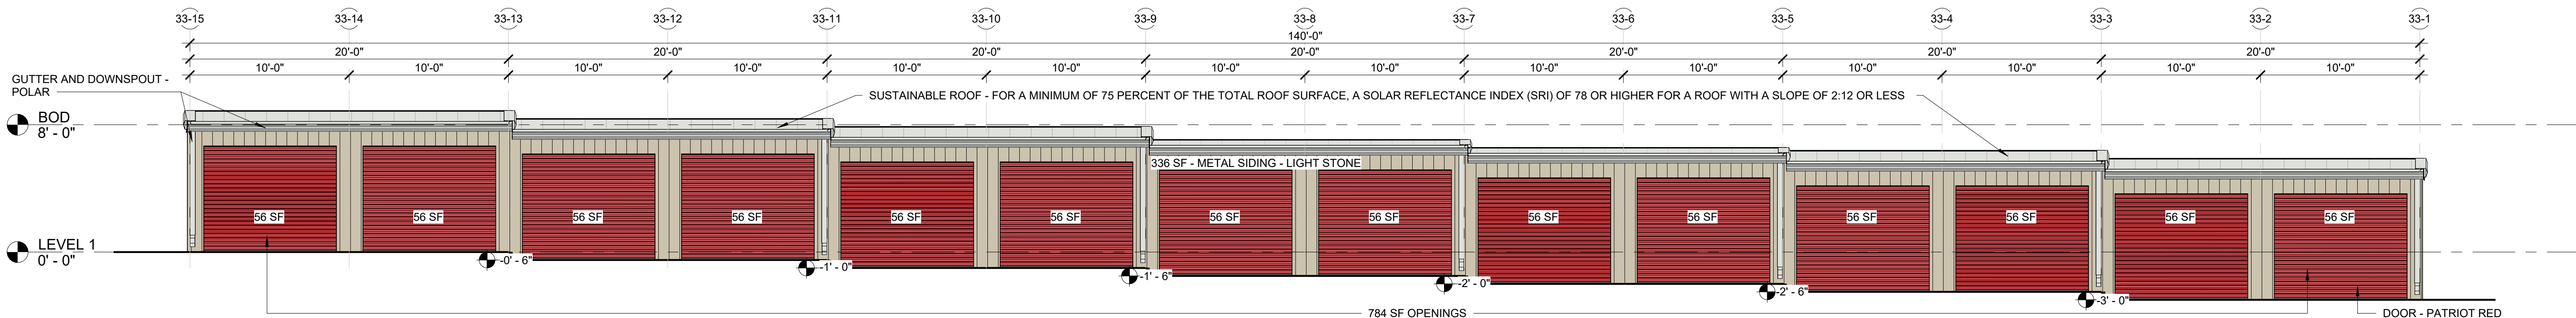 33-15 33-14 33-13 33-12 33-11 33-10 33-9 33-8 33-7 33-6 33-5 33-4 33-3 33-2 33-1
140'-0"
20'-0" 20'-0" 20'-0" 20'-0" 20'-0" 20'-0" 20'-0"
10'-0" 10'-0" 10'-0" 10'-0" 10'-0" 10'-0" 10'-0" 10'-0" 10'-0" 10'-0" 10'-0" 10'-0" 10'-0" 10'-0"
GUTTER AND DOWNSPOUT -
POLAR
SUSTAINABLE ROOF - FOR A MINIMUM OF 75 PERCENT OF THE TOTAL ROOF SURFACE, A SOLAR REFLECTANCE INDEX (SRI) OF 78 OR HIGHER FOR A ROOF WITH A SLOPE OF 2:12 OR LESS
BOD
8' - 0"
336 SF - METAL SIDING - LIGHT STONE
56 SF 56 SF 56 SF 56 SF 56 SF 56 SF 56 SF 56 SF 56 SF 56 SF 56 SF 56 SF 56 SF 56 SF
LEVEL 1
0' - 0"
-0' - 6"
-1' - 0"
-1' - 6"
-2' - 0"
-2' - 6"
-3' - 0"
784 SF OPENINGS
DOOR - PATRIOT RED